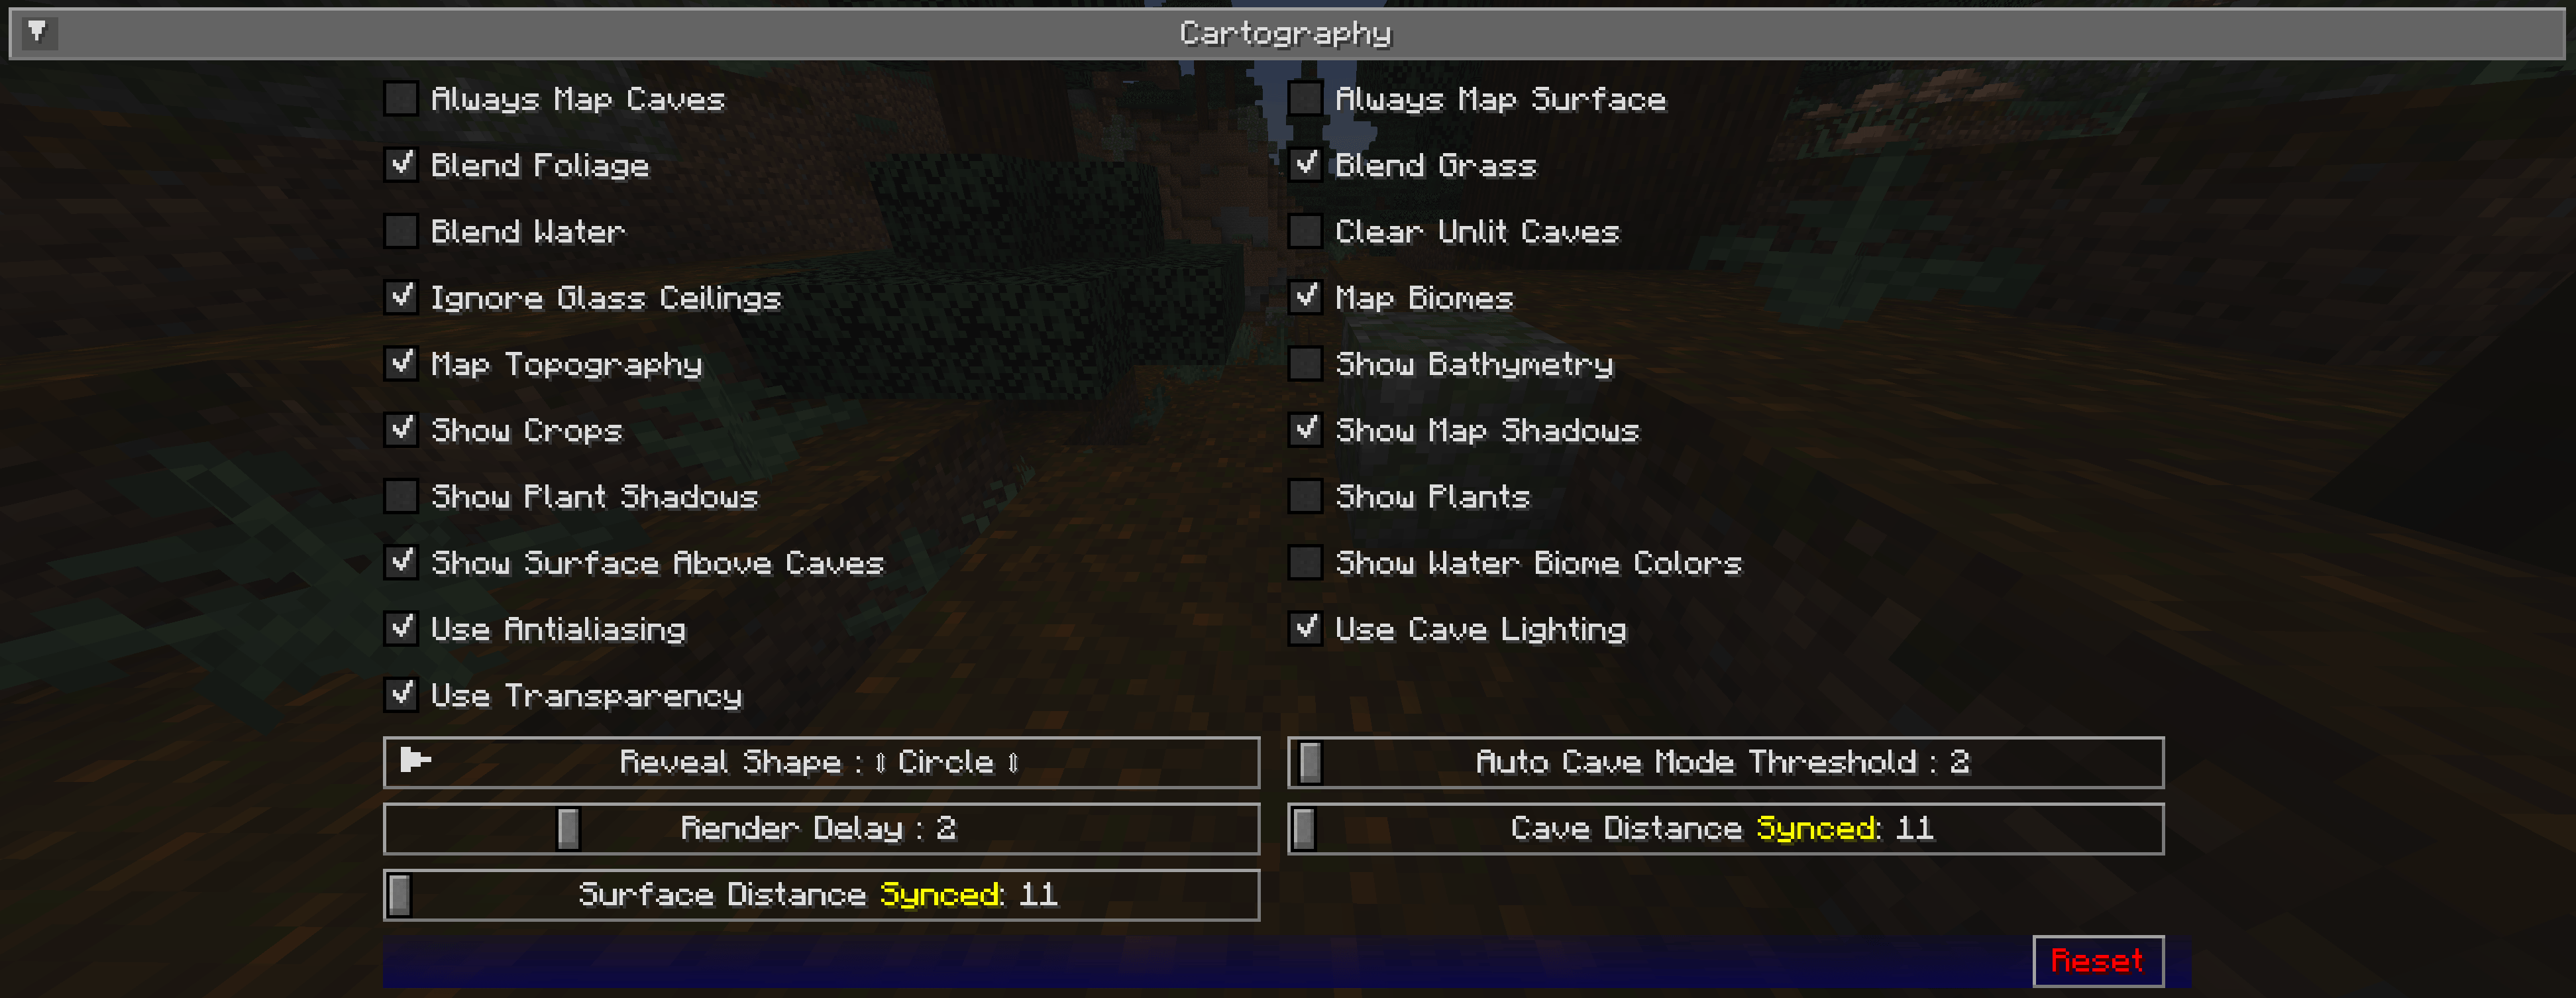 Cartography
Always Map Caves
Always Map Surface
Blend Foliage
Blend Grass
Blend Water
Clear Unlit Caves
Ignore Glass Ceilings
Map Biomes
Map Topography
Show Bathymetry
Show Crops
Show Map Shadows
Show Plant Shadows
Show Plants
Show Surface Above Caves
Show Water Biome Colors
Use Antialiasing
Use Cave Lighting
Use Transparency
Reveal Shape : ⇕ Circle ⇕
Auto Cave Mode Threshold : 2
Render Delay : 2
Cave Distance Synced: 11
Surface Distance Synced: 11
Reset